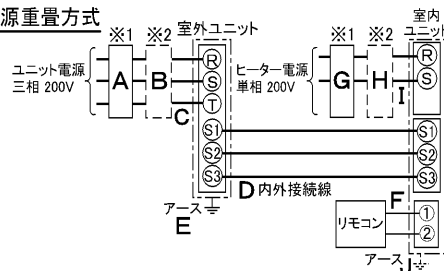 源重畳方式
※1 ※2 室外ユニット
ユニット電源
三相 200V
A B
R
S
T
C
※1 ※2 室内
ユニット
ヒーター電源
単相 200V
G H
R
S
I
S1 S1
S2 S2
S3 S3
D 内外接続線
アース
E
リモコン
F
①
②
アース J